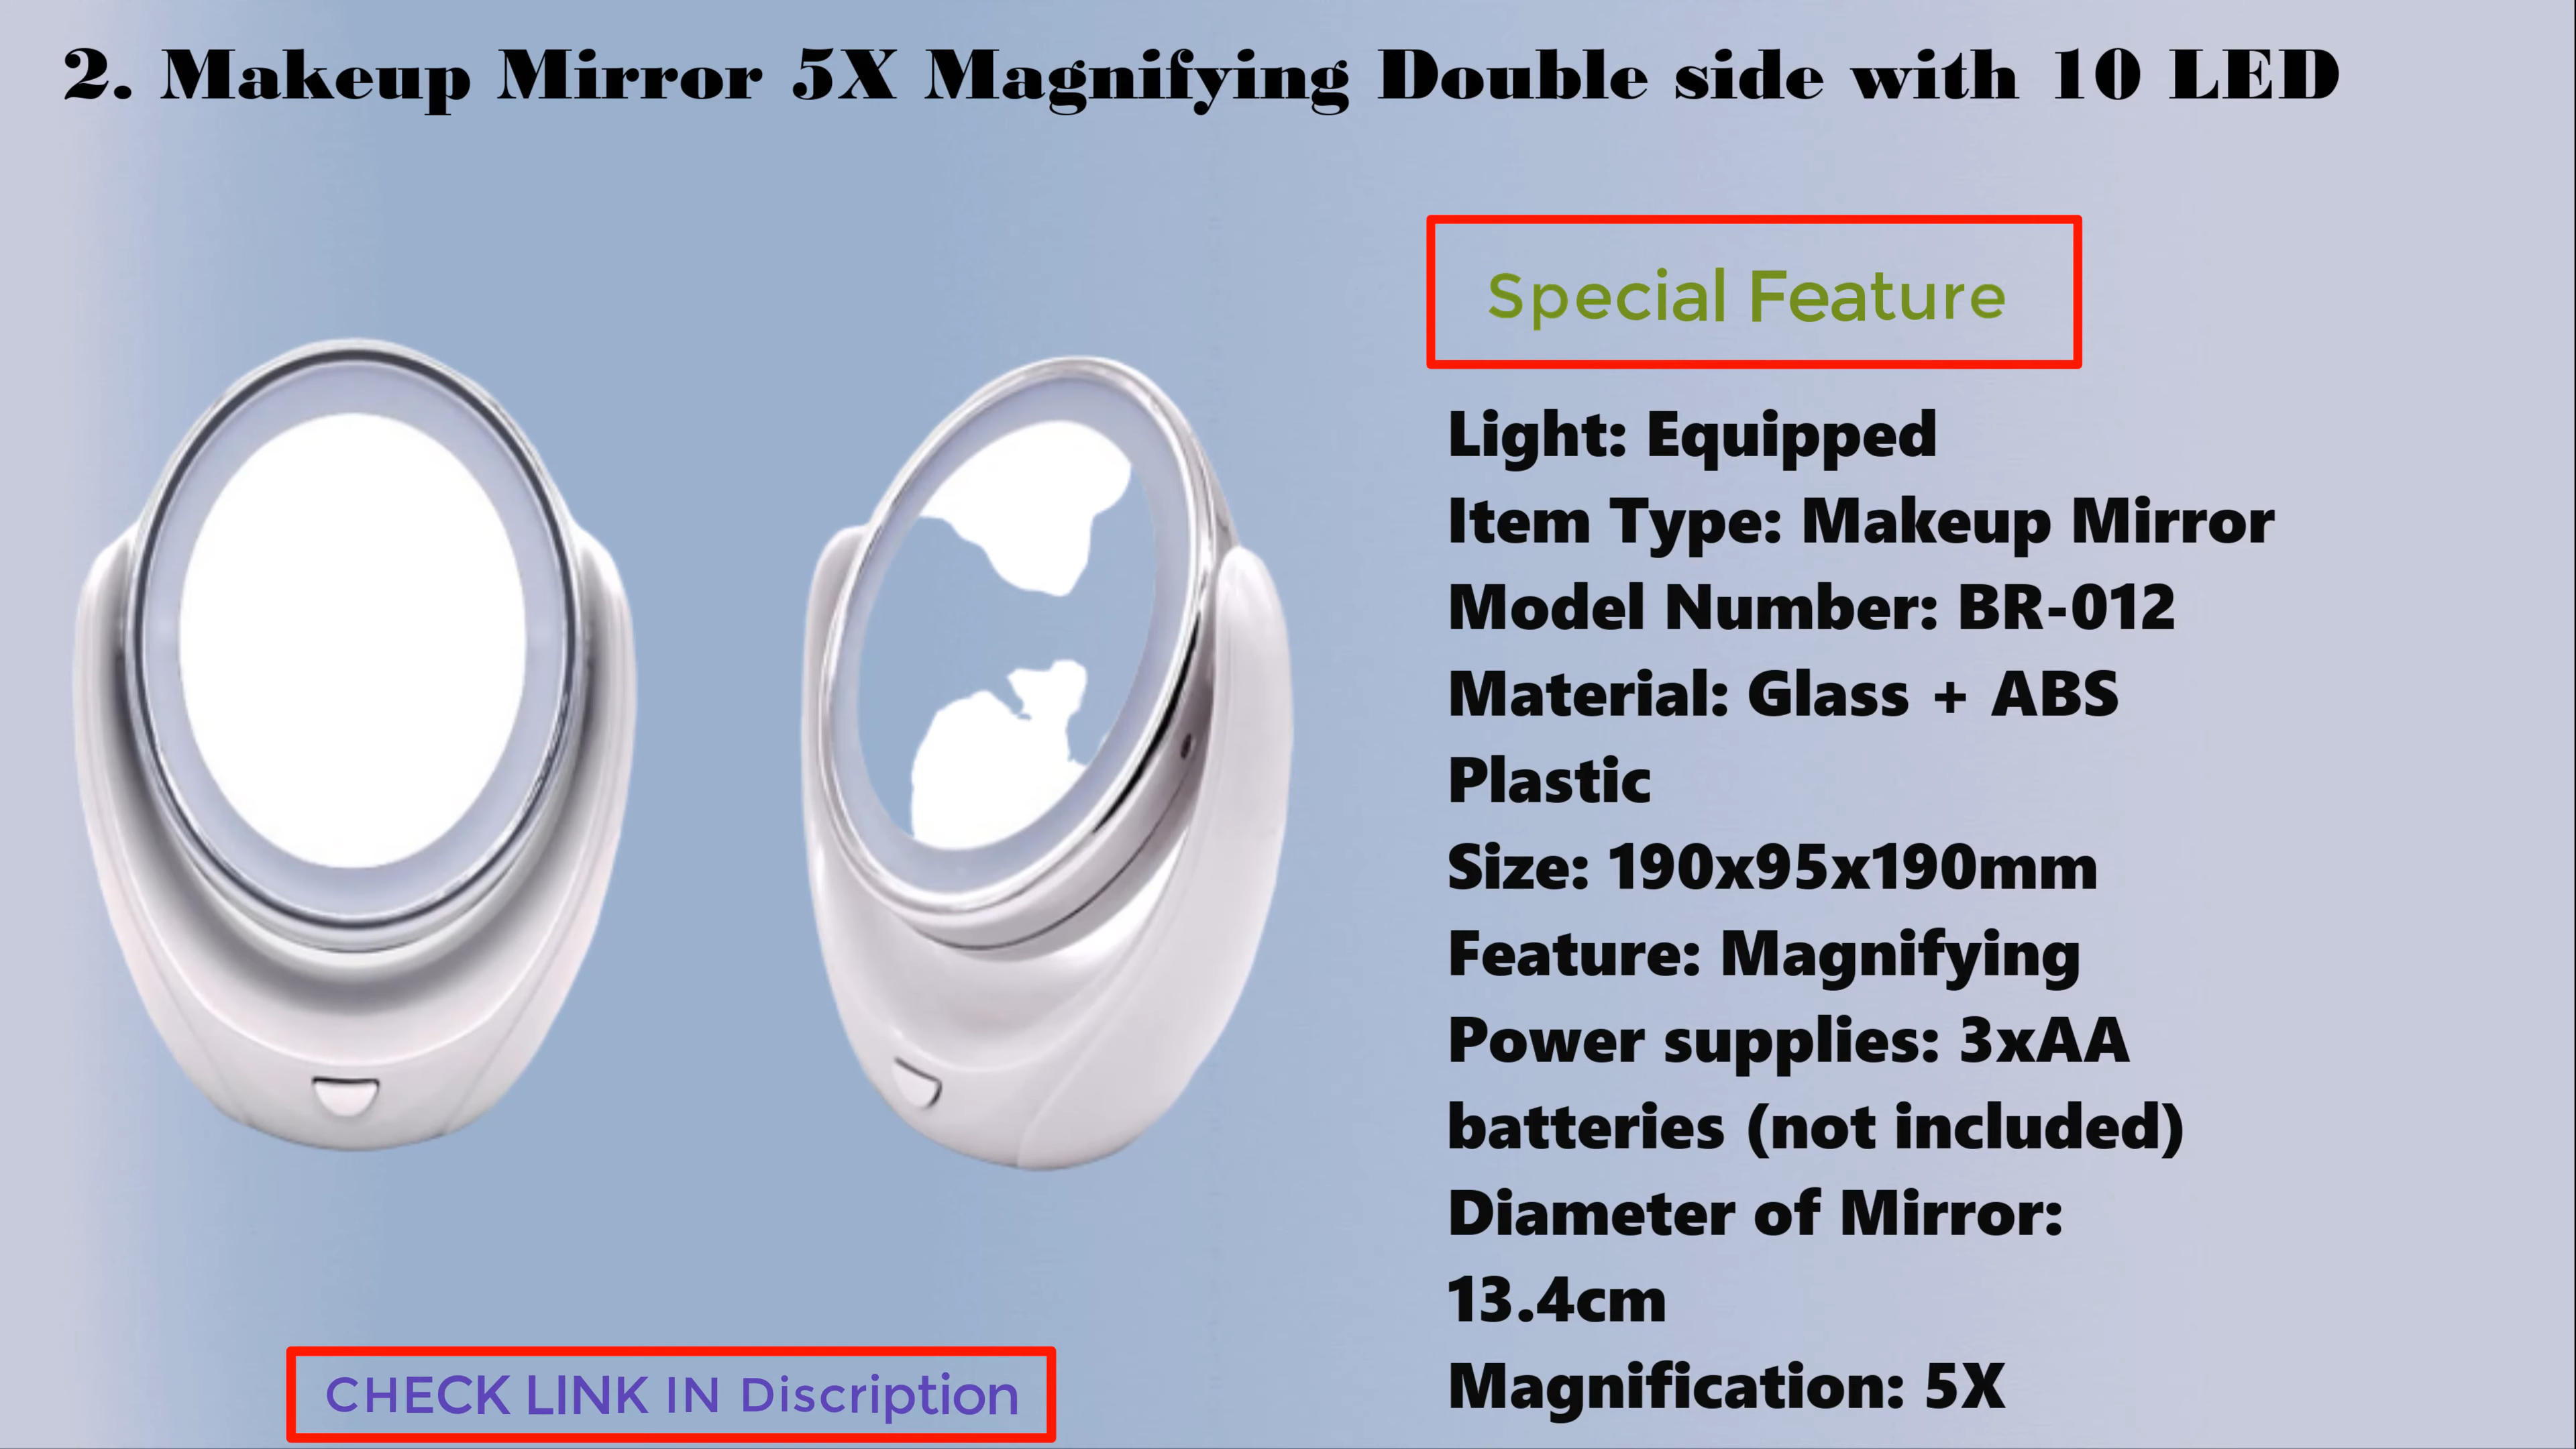 2. Makeup Mirror 5X Magnifying Double side with 10 LED
Special Feature
Light: Equipped
Item Type: Makeup Mirror
Model Number: BR-012
Material: Glass + ABS
Plastic
Size: 190x95x190mm
Feature: Magnifying
Power supplies: 3xAA
batteries (not included)
Diameter of Mirror:
13.4cm
Magnification: 5X
CHECK LINK IN Discription